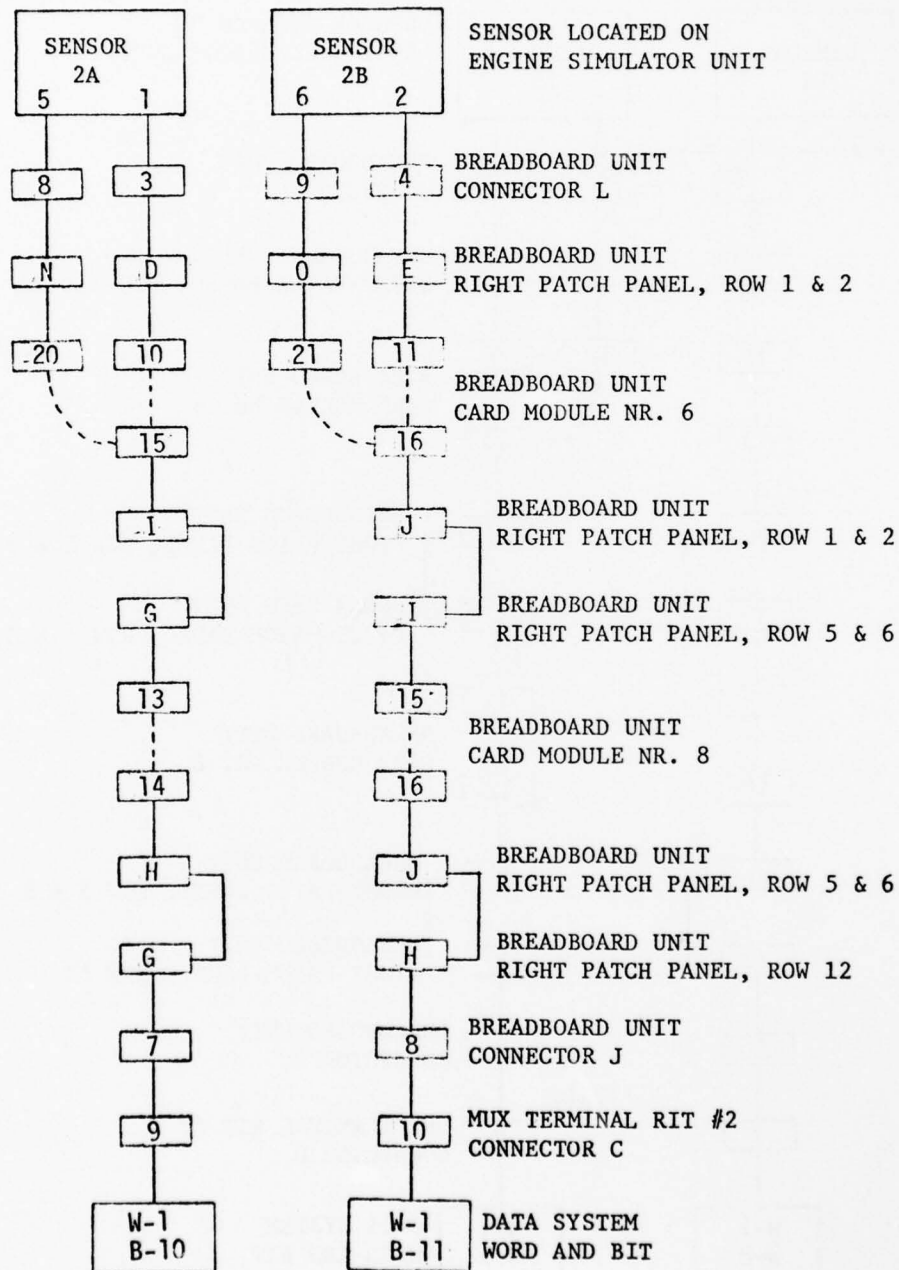 SENSOR SENSOR SENSOR LOCATED ON
2A 2B ENGINE SIMULATOR UNIT
5 1 6 2
BREADBOARD UNIT
8 3 9 4 CONNECTOR L
BREADBOARD UNIT
N D O E RIGHT PATCH PANEL, ROW 1 & 2
20 10 21 11
BREADBOARD UNIT
CARD MODULE NR. 6
15 16
BREADBOARD UNIT
I J RIGHT PATCH PANEL, ROW 1 & 2
BREADBOARD UNIT
G I RIGHT PATCH PANEL, ROW 5 & 6
13 15
BREADBOARD UNIT
CARD MODULE NR. 8
14 16
BREADBOARD UNIT
H J RIGHT PATCH PANEL, ROW 5 & 6
BREADBOARD UNIT
G H RIGHT PATCH PANEL, ROW 12
BREADBOARD UNIT
7 8 CONNECTOR J
MUX TERMINAL RIT #2
9 10 CONNECTOR C
W-1 W-1 DATA SYSTEM
B-10 B-11 WORD AND BIT